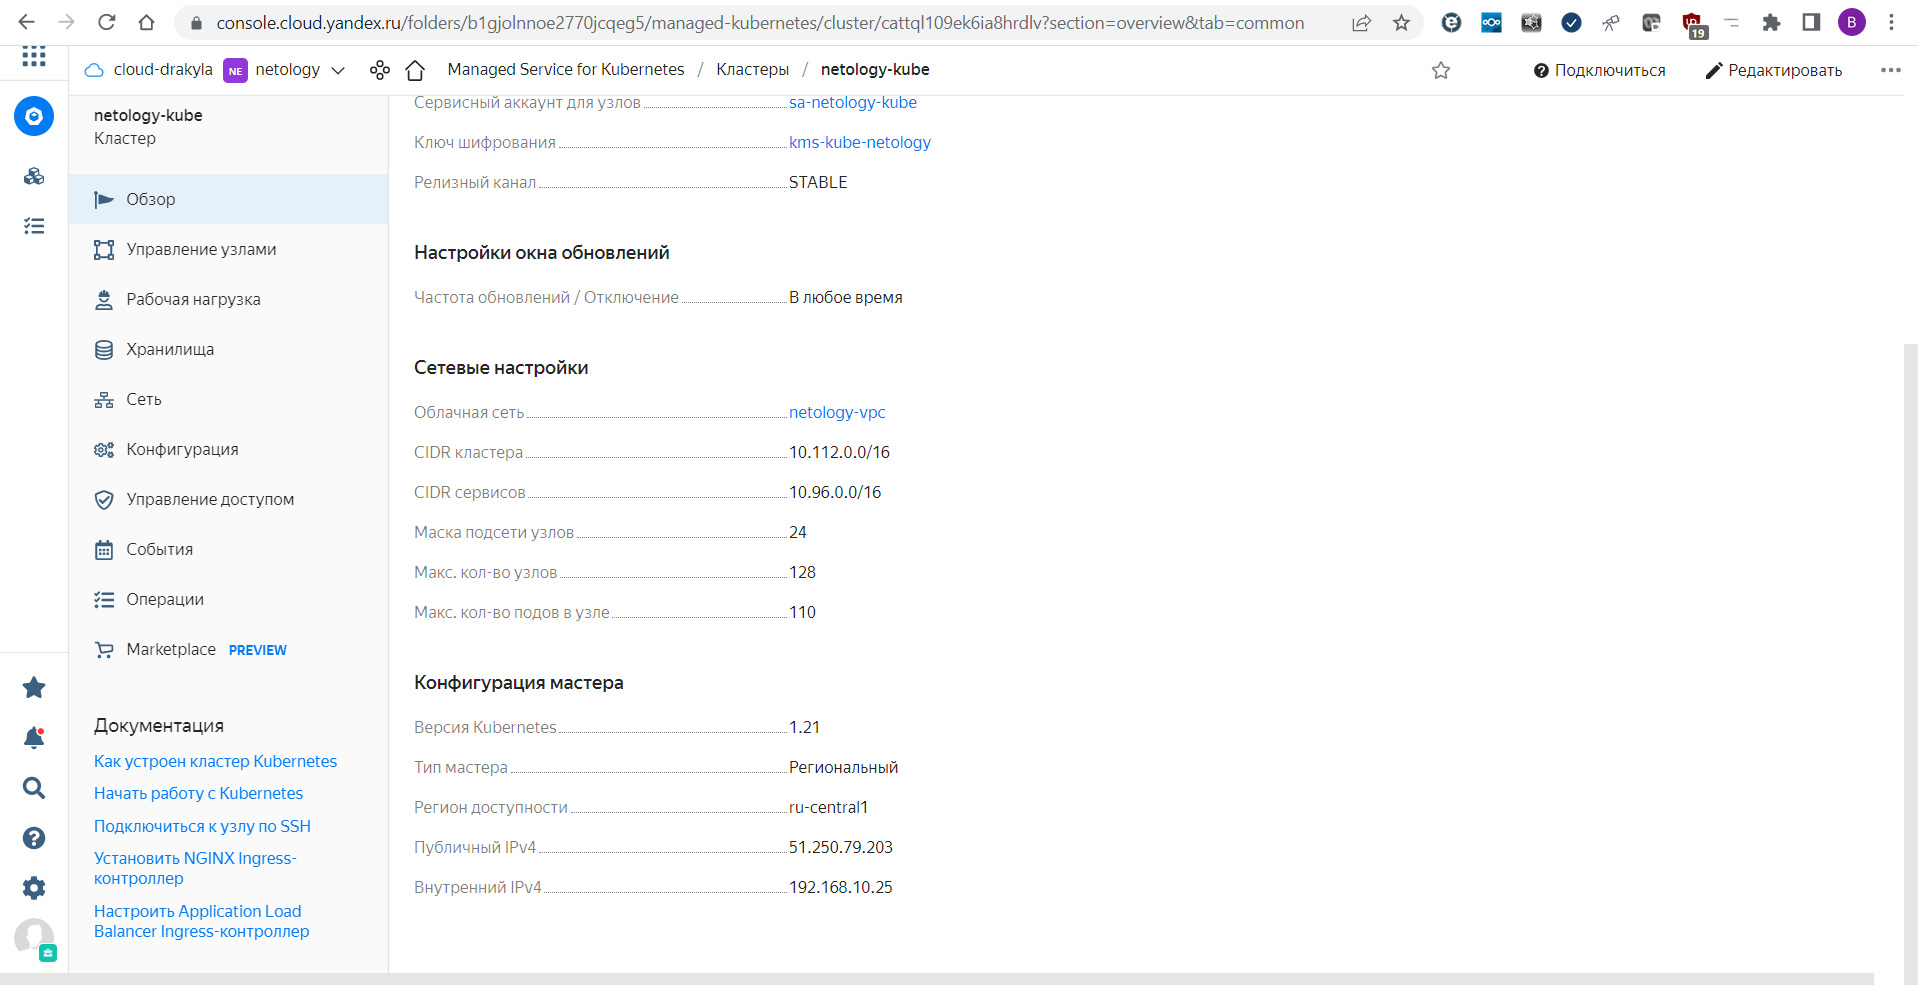 console.cloud.yandex.ru/folders/b1gjolnnoe2770jcqeg5/managed-kubernetes/cluster/cattql109ek6ia8hrdlv?section=overview&tab=common
19
B
cloud-drakyla
NE
netology
Managed Service for Kubernetes / Кластеры / netology-kube
Подключиться
Редактировать
netology-kube
Кластер
Обзор
Управление узлами
Рабочая нагрузка
Хранилища
Сеть
Конфигурация
Управление доступом
События
Операции
Marketplace PREVIEW
Документация
Как устроен кластер Kubernetes
Начать работу с Kubernetes
Подключиться к узлу по SSH
Установить NGINX Ingress-
контроллер
Настроить Application Load
Balancer Ingress-контроллер
Сервисный аккаунт для узлов sa-netology-kube
Ключ шифрования kms-kube-netology
Релизный канал STABLE
Настройки окна обновлений
Частота обновлений / Отключение В любое время
Сетевые настройки
Облачная сеть netology-vpc
CIDR кластера 10.112.0.0/16
CIDR сервисов 10.96.0.0/16
Маска подсети узлов 24
Макс. кол-во узлов 128
Макс. кол-во подов в узле 110
Конфигурация мастера
Версия Kubernetes 1.21
Тип мастера Региональный
Регион доступности ru-central1
Публичный IPv4 51.250.79.203
Внутренний IPv4 192.168.10.25